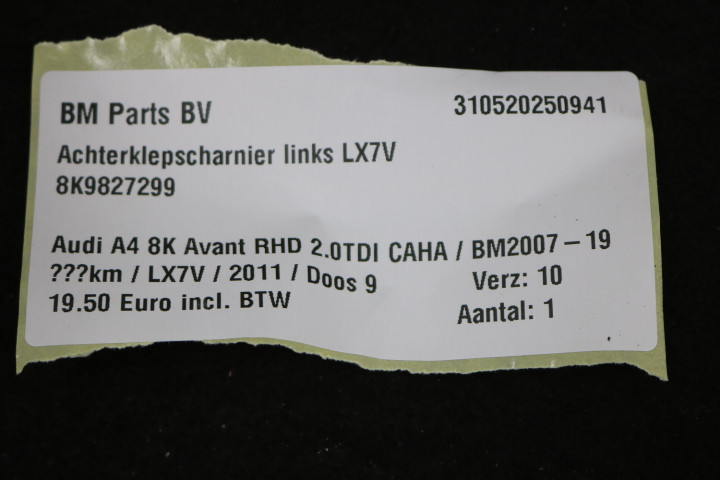 BM Parts BV 310520250941
Achterklepscharnier links LX7V
8K9827299
Audi A4 8K Avant RHD 2.0TDI CAHA / BM2007-19
???km / LX7V / 2011 / Doos 9 Verz: 10
19.50 Euro incl. BTW Aantal: 1